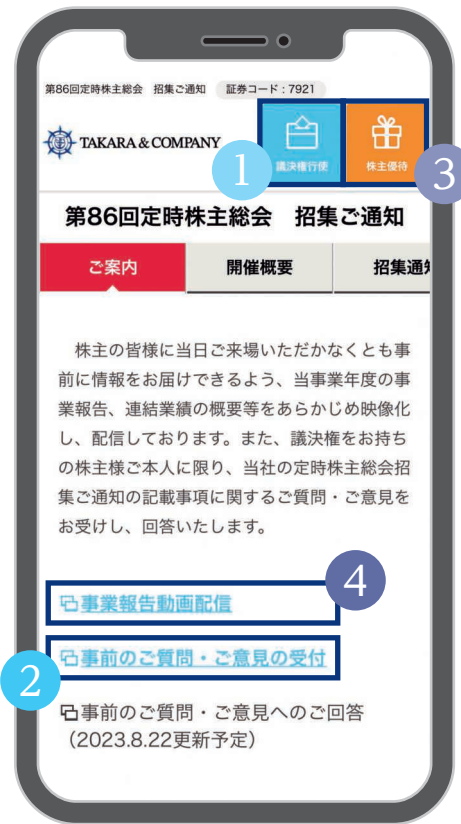 第86回定時株主総会 招集ご通知 証券コード：7921
TAKARA & COMPANY
1
議決権行使
株主優待
3
第86回定時株主総会 招集ご通知
ご案内 開催概要 招集通知
株主の皆様に当日ご来場いただかなくとも事
前に情報をお届けできるよう、当事業年度の事
業報告、連結業績の概要等をあらかじめ映像化
し、配信しております。また、議決権をお持ち
の株主様ご本人に限り、当社の定時株主総会招
集ご通知の記載事項に関するご質問・ご意見を
お受けし、回答いたします。
4
事業報告動画配信
事前のご質問・ご意見の受付
2
事前のご質問・ご意見へのご回答
（2023.8.22更新予定）